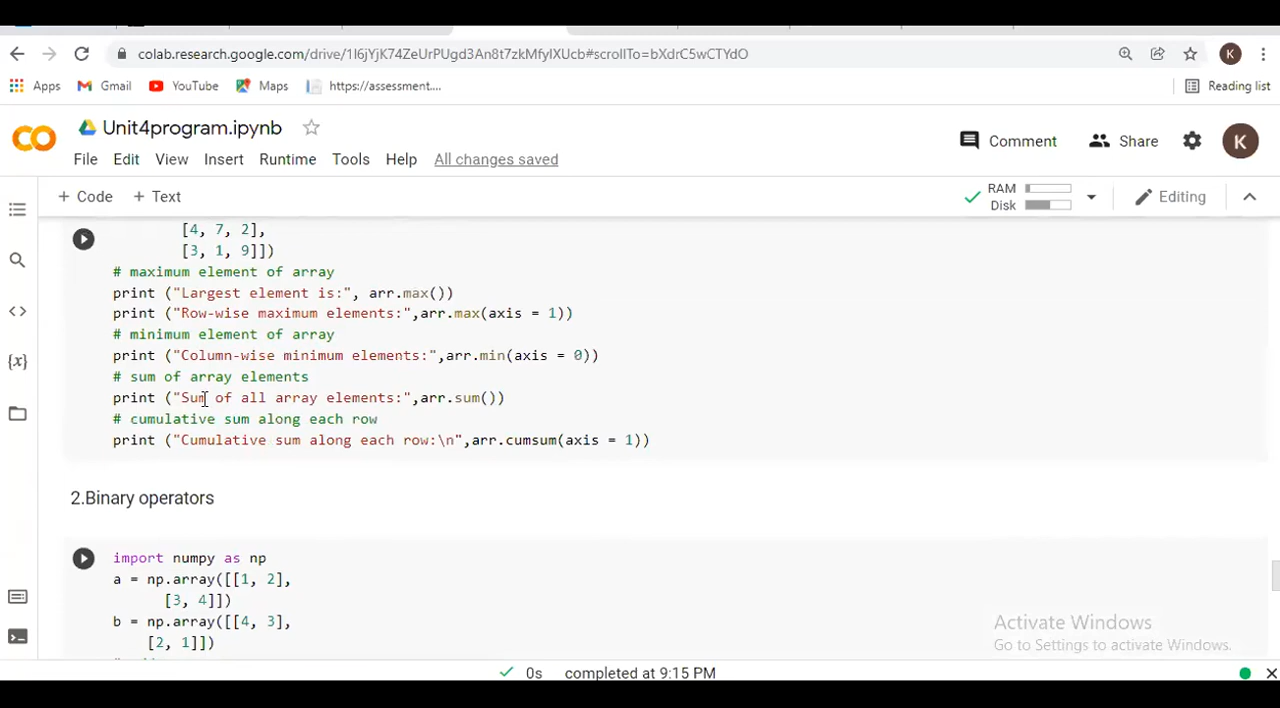 colab.research.google.com/drive/1I6jYjK74ZeUrPUgd3An8t7zkMfyIXUcb#scrollTo=bXdrC5wCTYdO
K
Apps
Gmail
YouTube
Maps
https://assessment....
Reading list
Unit4program.ipynb
Comment
Share
K
File Edit View Insert Runtime Tools Help All changes saved
+ Code + Text
RAM
Disk
Editing
[4, 7, 2],
[3, 1, 9]])
# maximum element of array
print ("Largest element is:", arr.max())
print ("Row-wise maximum elements:",arr.max(axis = 1))
# minimum element of array
print ("Column-wise minimum elements:",arr.min(axis = 0))
# sum of array elements
print ("Sum of all array elements:",arr.sum())
# cumulative sum along each row
print ("Cumulative sum along each row:\n",arr.cumsum(axis = 1))
2.Binary operators
import numpy as np
a = np.array([[1, 2],
[3, 4]])
b = np.array([[4, 3],
[2, 1]])
Activate Windows
Go to Settings to activate Windows.
0s completed at 9:15 PM